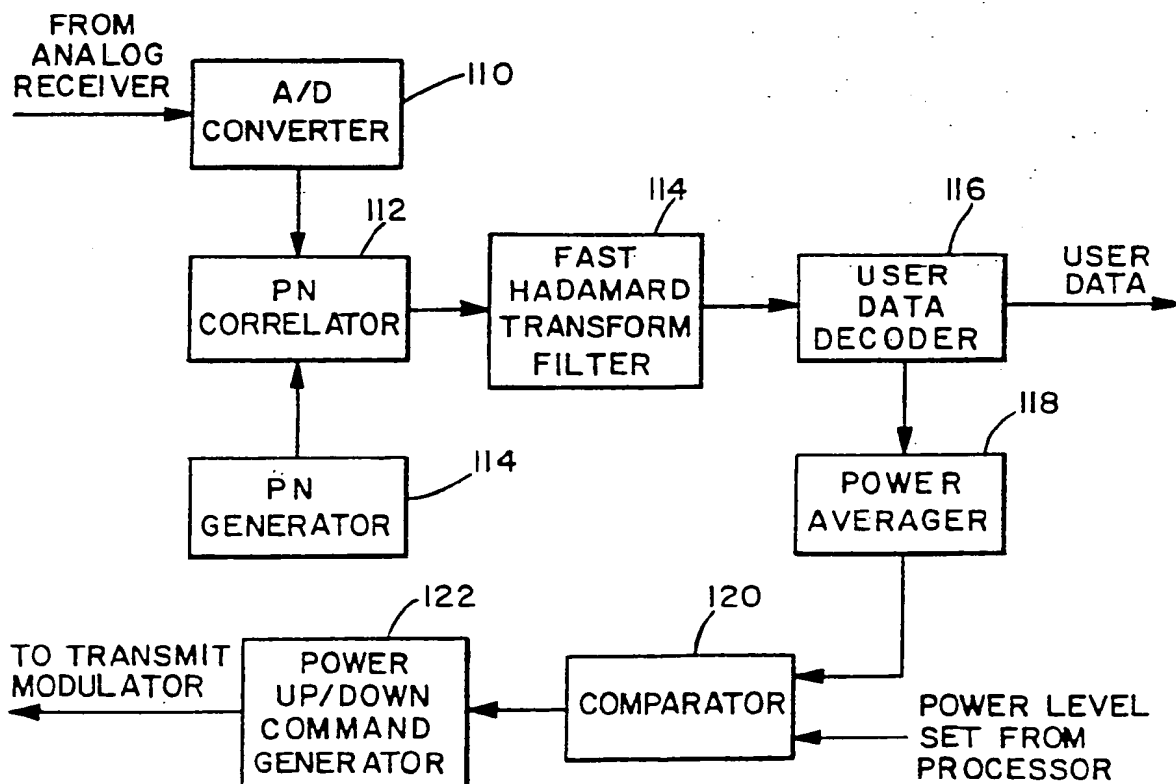 FROM
ANALOG
RECEIVER
A/D
CONVERTER
110
112
PN
CORRELATOR
114
FAST
HADAMARD
TRANSFORM
FILTER
116
USER
DATA
DECODER
USER
DATA
PN
GENERATOR
114
118
POWER
AVERAGER
122
120
TO TRANSMIT
MODULATOR
POWER
UP/DOWN
COMMAND
GENERATOR
COMPARATOR
POWER LEVEL
SET FROM
PROCESSOR